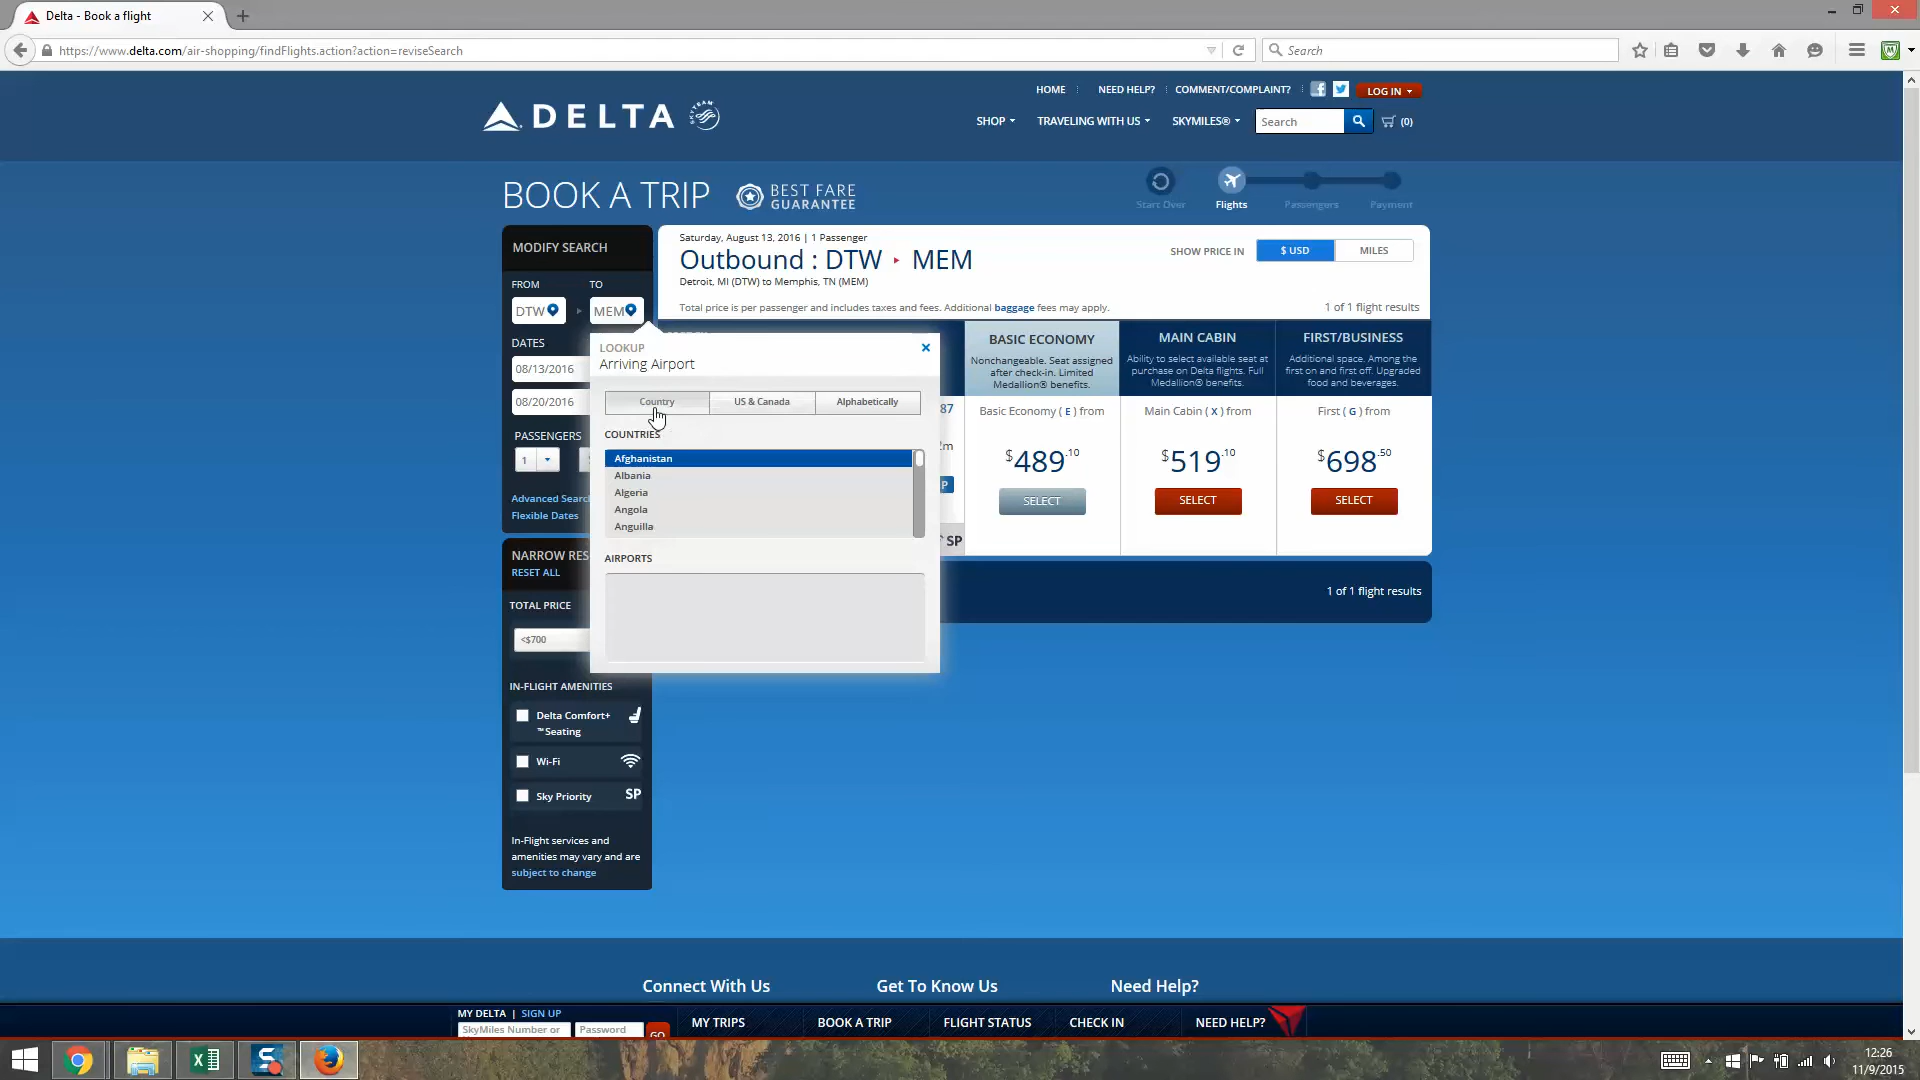 Delta - Book a flight
https://www.delta.com/air-shopping/findFlights.action?action=reviseSearch
Search
HOME
NEED HELP?
COMMENT/COMPLAINT?
LOG IN
DELTA
SKYTEAM
SHOP
TRAVELING WITH US
SKYMILES®
Search
(0)
BOOK A TRIP
BEST FARE
GUARANTEE
Start Over
Flights
Passengers
Payment
MODIFY SEARCH
FROM
TO
DTW
MEM
DATES
08/13/2016
08/20/2016
PASSENGERS
1
Advanced Searc
Flexible Dates
Saturday, August 13, 2016 | 1 Passenger
Outbound : DTW ▸ MEM
Detroit, MI (DTW) to Memphis, TN (MEM)
Total price is per passenger and includes taxes and fees. Additional baggage fees may apply.
SHOW PRICE IN
$ USD
MILES
1 of 1 flight results
LOOKUP
Arriving Airport
Country
US & Canada
Alphabetically
COUNTRIES
Afghanistan
Albania
Algeria
Angola
Anguilla
AIRPORTS
87
2m
P
SP
BASIC ECONOMY
Nonchangeable. Seat assigned
after check-in. Limited
Medallion® benefits.
Basic Economy ( E ) from
$489.10
SELECT
MAIN CABIN
Ability to select available seat at
purchase on Delta flights. Full
Medallion® benefits.
Main Cabin ( X ) from
$519.10
SELECT
FIRST/BUSINESS
Additional space. Among the
first on and first off. Upgraded
food and beverages.
First ( G ) from
$698.50
SELECT
1 of 1 flight results
NARROW RES
RESET ALL
TOTAL PRICE
<$700
IN-FLIGHT AMENITIES
Delta Comfort+
™Seating
Wi-Fi
Sky Priority
SP
In-Flight services and
amenities may vary and are
subject to change
Connect With Us
Get To Know Us
Need Help?
MY DELTA | SIGN UP
SkyMiles Number or
Password
GO
MY TRIPS
BOOK A TRIP
FLIGHT STATUS
CHECK IN
NEED HELP?
12:26
11/9/2015